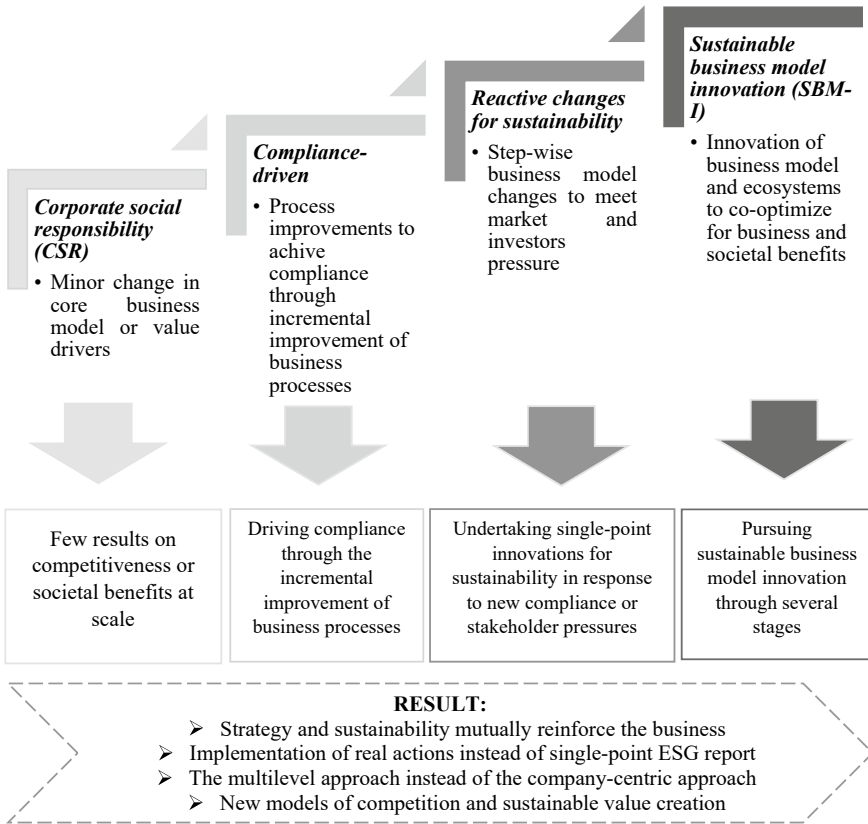 Corporate social
responsibility
(CSR)
• Minor change in
core business
model or value
drivers
Compliance-
driven
• Process
improvements to
achive
compliance
through
incremental
improvement of
business
processes
Reactive changes
for sustainability
• Step-wise
business model
changes to meet
market and
investors
pressure
Sustainable
business model
innovation (SBM-
I)
• Innovation of
business model
and ecosystems
to co-optimize
for business and
societal benefits
Few results on
competitiveness or
societal benefits at
scale
Driving compliance
through the
incremental
improvement of
business processes
Undertaking single-point
innovations for
sustainability in response
to new compliance or
stakeholder pressures
Pursuing
sustainable business
model innovation
through several
stages
RESULT:
➢ Strategy and sustainability mutually reinforce the business
➢ Implementation of real actions instead of single-point ESG report
➢ The multilevel approach instead of the company-centric approach
➢ New models of competition and sustainable value creation